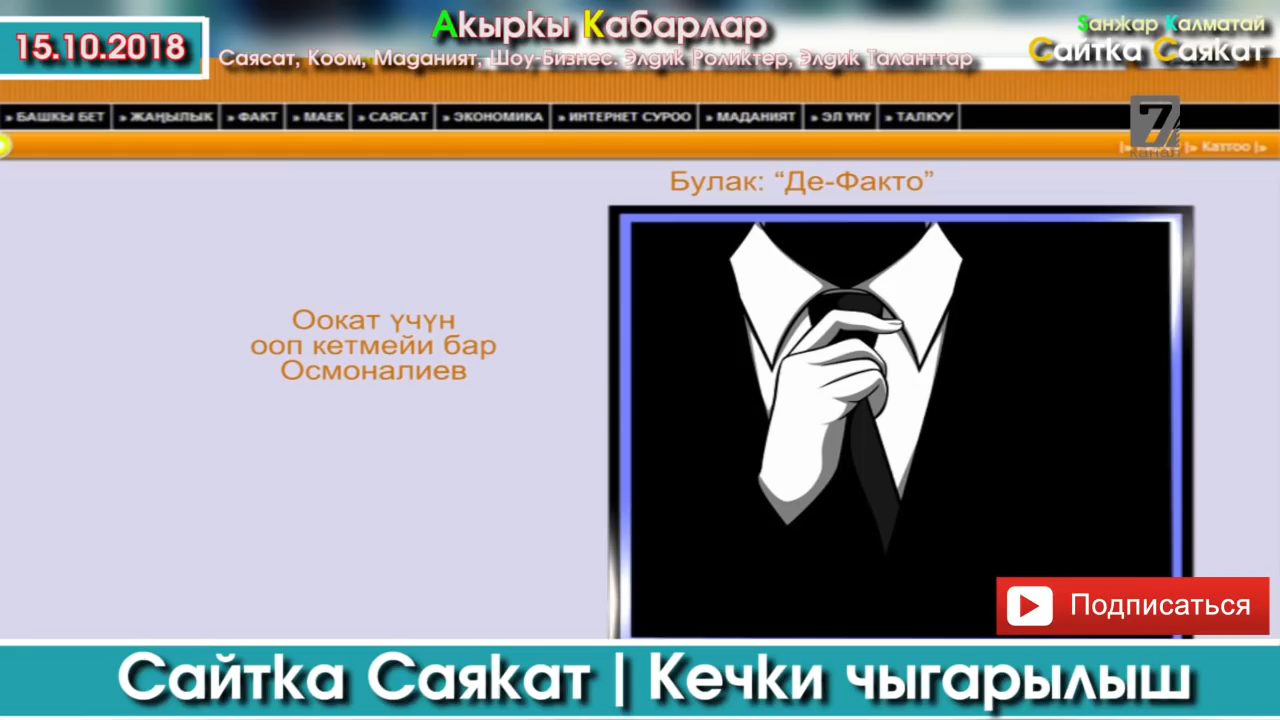 15.10.2018
Акыркы Кабарлар
Саясат, Коом, Маданият, Шоу-Бизнес. Элдик Роликтер, Элдик Таланттар
Sанжар Калматай
Сайтка Саякат
» БАШКЫ БЕТ » ЖАҢЫЛЫК » ФАКТ » МАЕК » САЯСАТ » ЭКОНОМИКА » ИНТЕРНЕТ СУРОО » МАДАНИЯТ » ЭЛ ҮНҮ » ТАЛКУУ
7
канал
|» |» Каттоо |»
Булак: “Де-Факто”
Оокат үчүн
ооп кетмейи бар
Осмоналиев
Подписаться
Сайтка Саякат | Кечки чыгарылыш